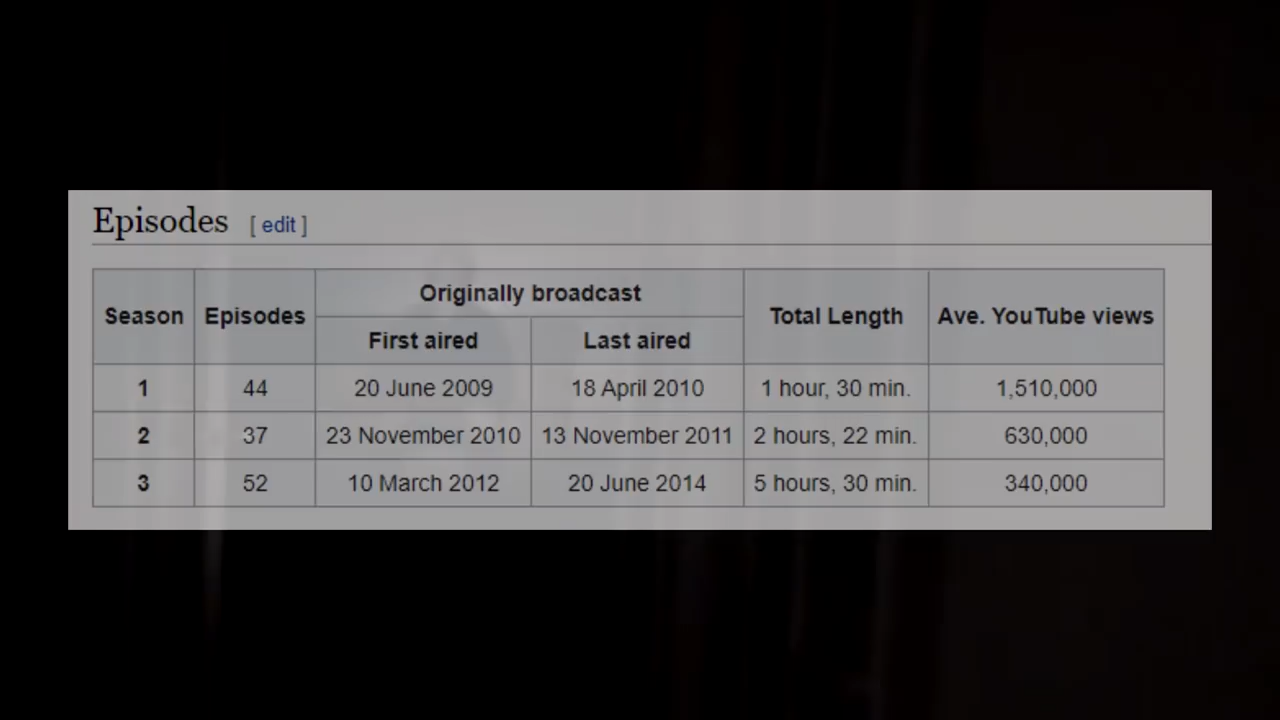 Episodes [ edit ]
Season Episodes Originally broadcast Total Length Ave. YouTube views
First aired Last aired
1 44 20 June 2009 18 April 2010 1 hour, 30 min. 1,510,000
2 37 23 November 2010 13 November 2011 2 hours, 22 min. 630,000
3 52 10 March 2012 20 June 2014 5 hours, 30 min. 340,000